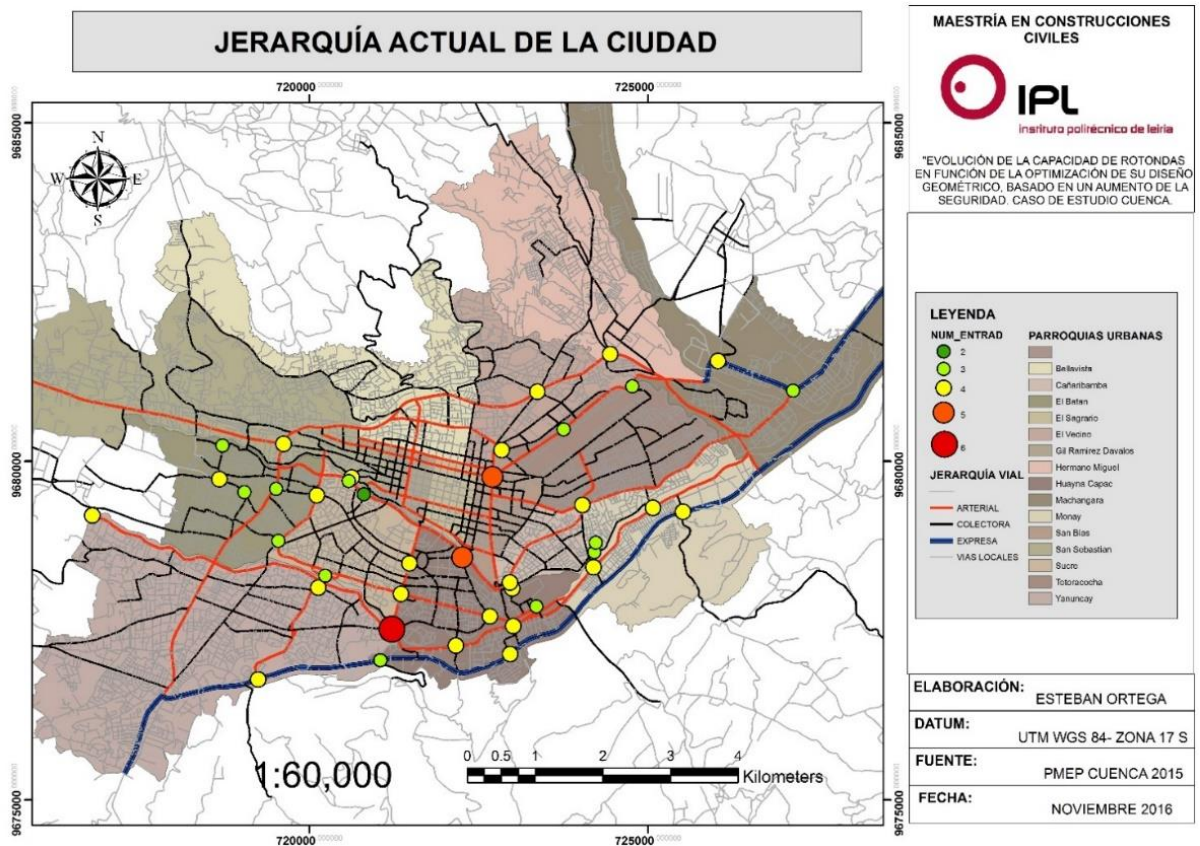 JERARQUÍA ACTUAL DE LA CIUDAD
MAESTRÍA EN CONSTRUCCIONES
CIVILES
IPL
instituto politécnico de leiria
"EVOLUCIÓN DE LA CAPACIDAD DE ROTONDAS
EN FUNCIÓN DE LA OPTIMIZACIÓN DE SU DISEÑO
GEOMÉTRICO, BASADO EN UN AUMENTO DE LA
SEGURIDAD. CASO DE ESTUDIO CUENCA.
720000
725000
9685000
9685000
N
W
E
S
9680000
9680000
9675000
9675000
1:60,000
0 0.5 1 2 3 4
Kilometers
720000
725000
LEYENDA
NUM_ENTRAD
2
3
4
5
6
JERARQUÍA VIAL
ARTERIAL
COLECTORA
EXPRESA
VIAS LOCALES
PARROQUIAS URBANAS
Bellavista
Cañaribamba
El Batan
El Sagrario
El Vecino
Gil Ramirez Davalos
Hermano Miguel
Huayna Capac
Machangara
Monay
San Blas
San Sebastian
Sucre
Totoracocha
Yanuncay
ELABORACIÓN:
ESTEBAN ORTEGA
DATUM:
UTM WGS 84- ZONA 17 S
FUENTE:
PMEP CUENCA 2015
FECHA:
NOVIEMBRE 2016